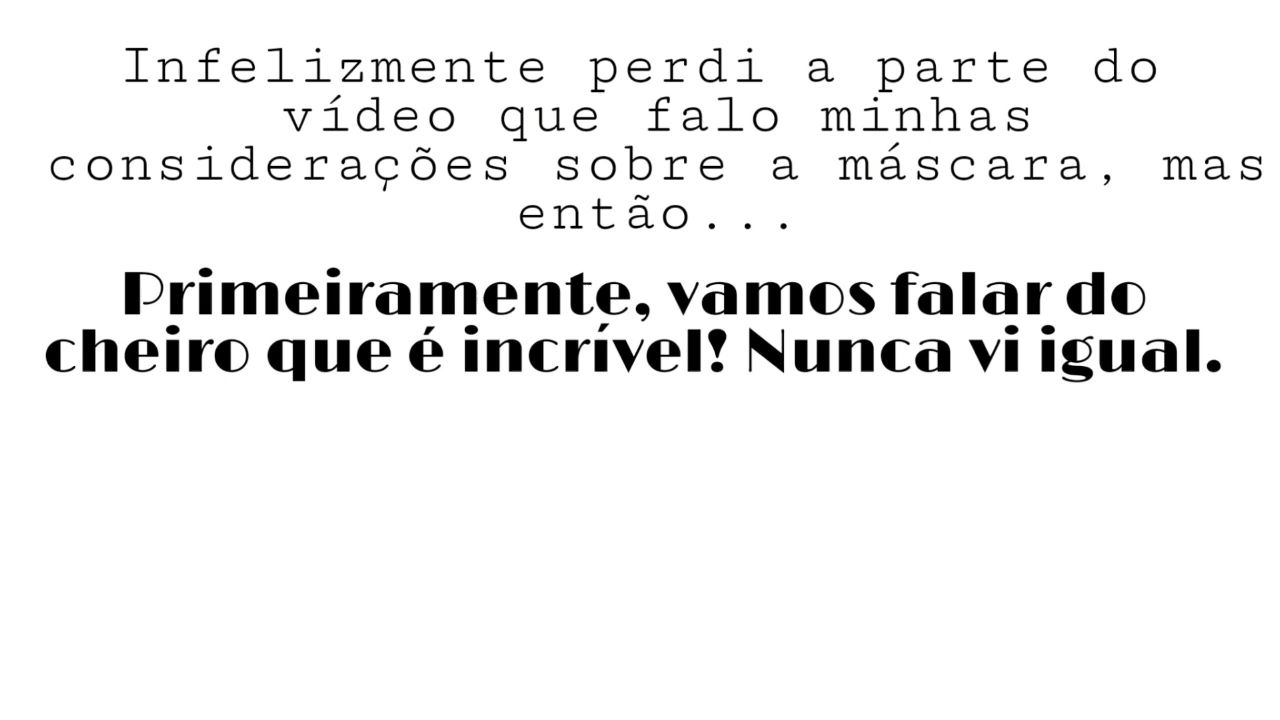 Infelizmente perdi a parte do
vídeo que falo minhas
considerações sobre a máscara, mas
então...
Primeiramente, vamos falar do
cheiro que é incrível! Nunca vi igual.